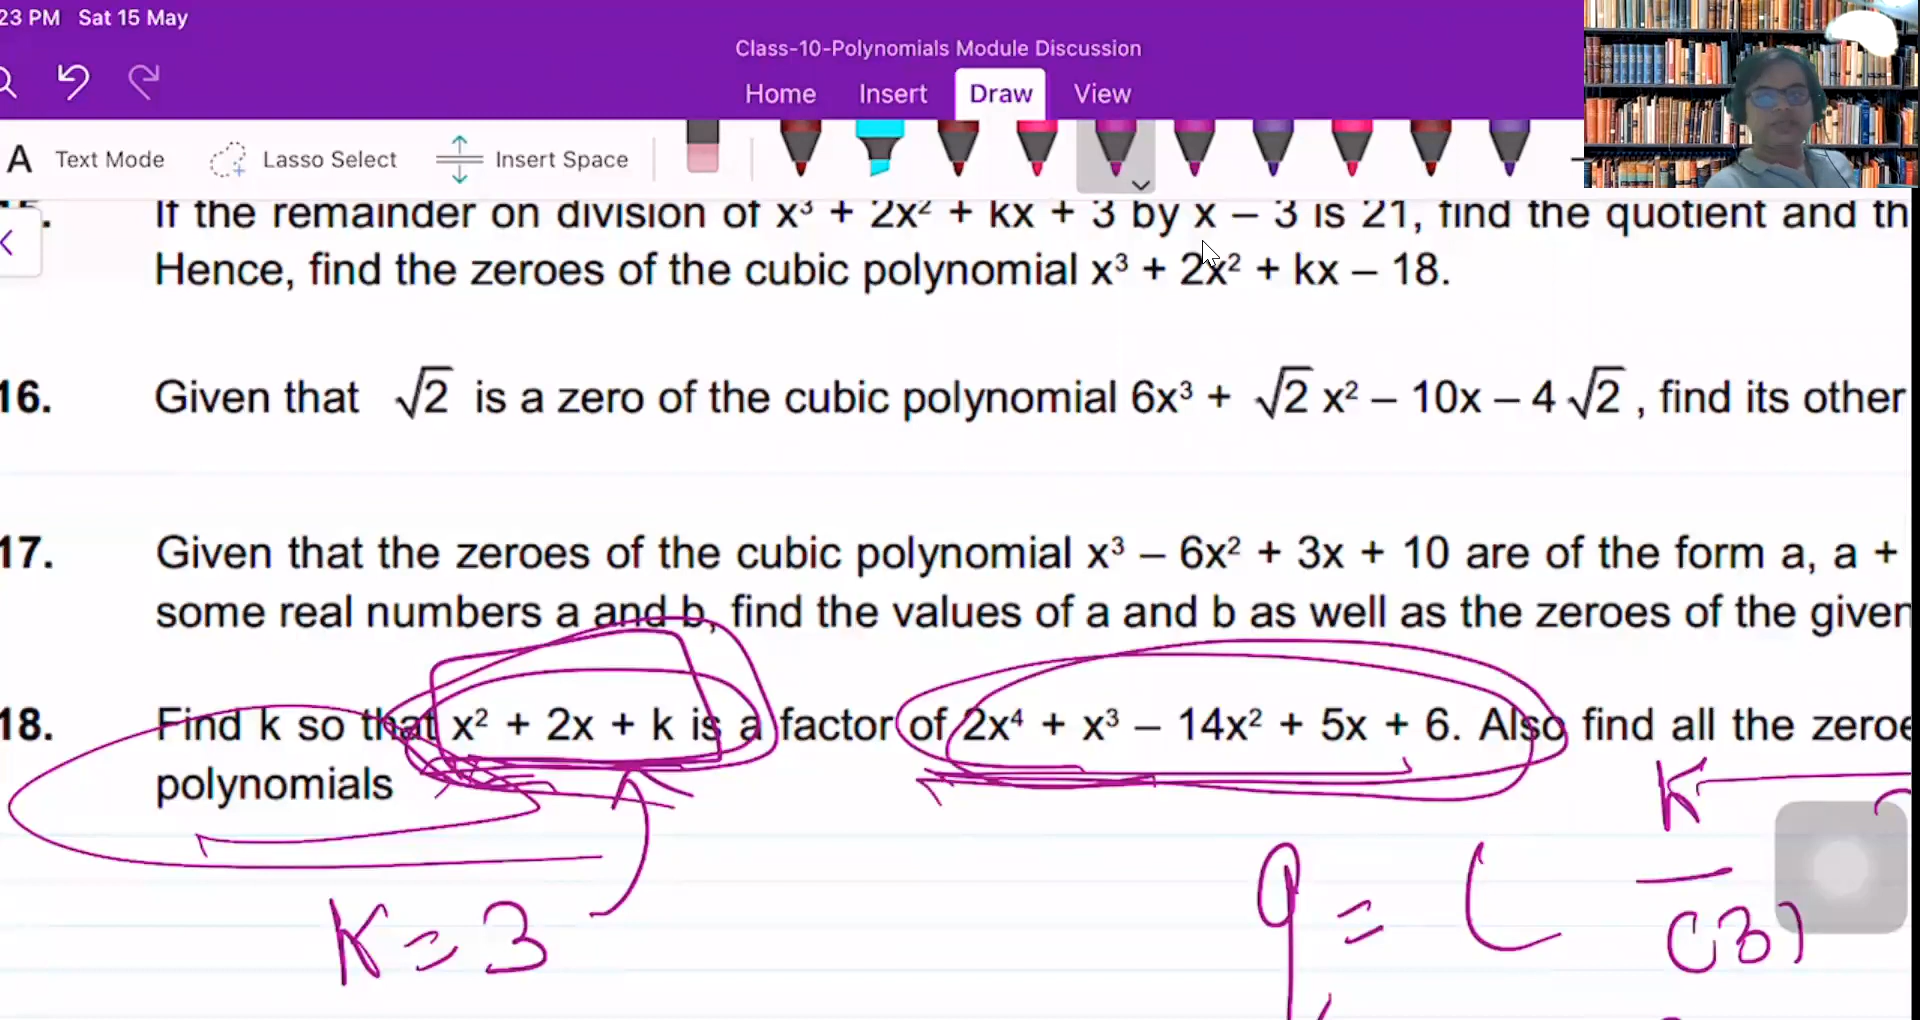 23 PM Sat 15 May
Class-10-Polynomials Module Discussion
Home Insert Draw View
A Text Mode Lasso Select Insert Space
If the remainder on division of x³ + 2x² + kx + 3 by x – 3 is 21, find the quotient and th
Hence, find the zeroes of the cubic polynomial x³ + 2x² + kx – 18.
16. Given that √2 is a zero of the cubic polynomial 6x³ + √2 x² – 10x – 4 √2 , find its other
17. Given that the zeroes of the cubic polynomial x³ – 6x² + 3x + 10 are of the form a, a +
some real numbers a and b, find the values of a and b as well as the zeroes of the given
18. Find k so that x² + 2x + k is a factor of 2x⁴ + x³ – 14x² + 5x + 6. Also find all the zeroe
polynomials
K
K = 3
q = (
(3)